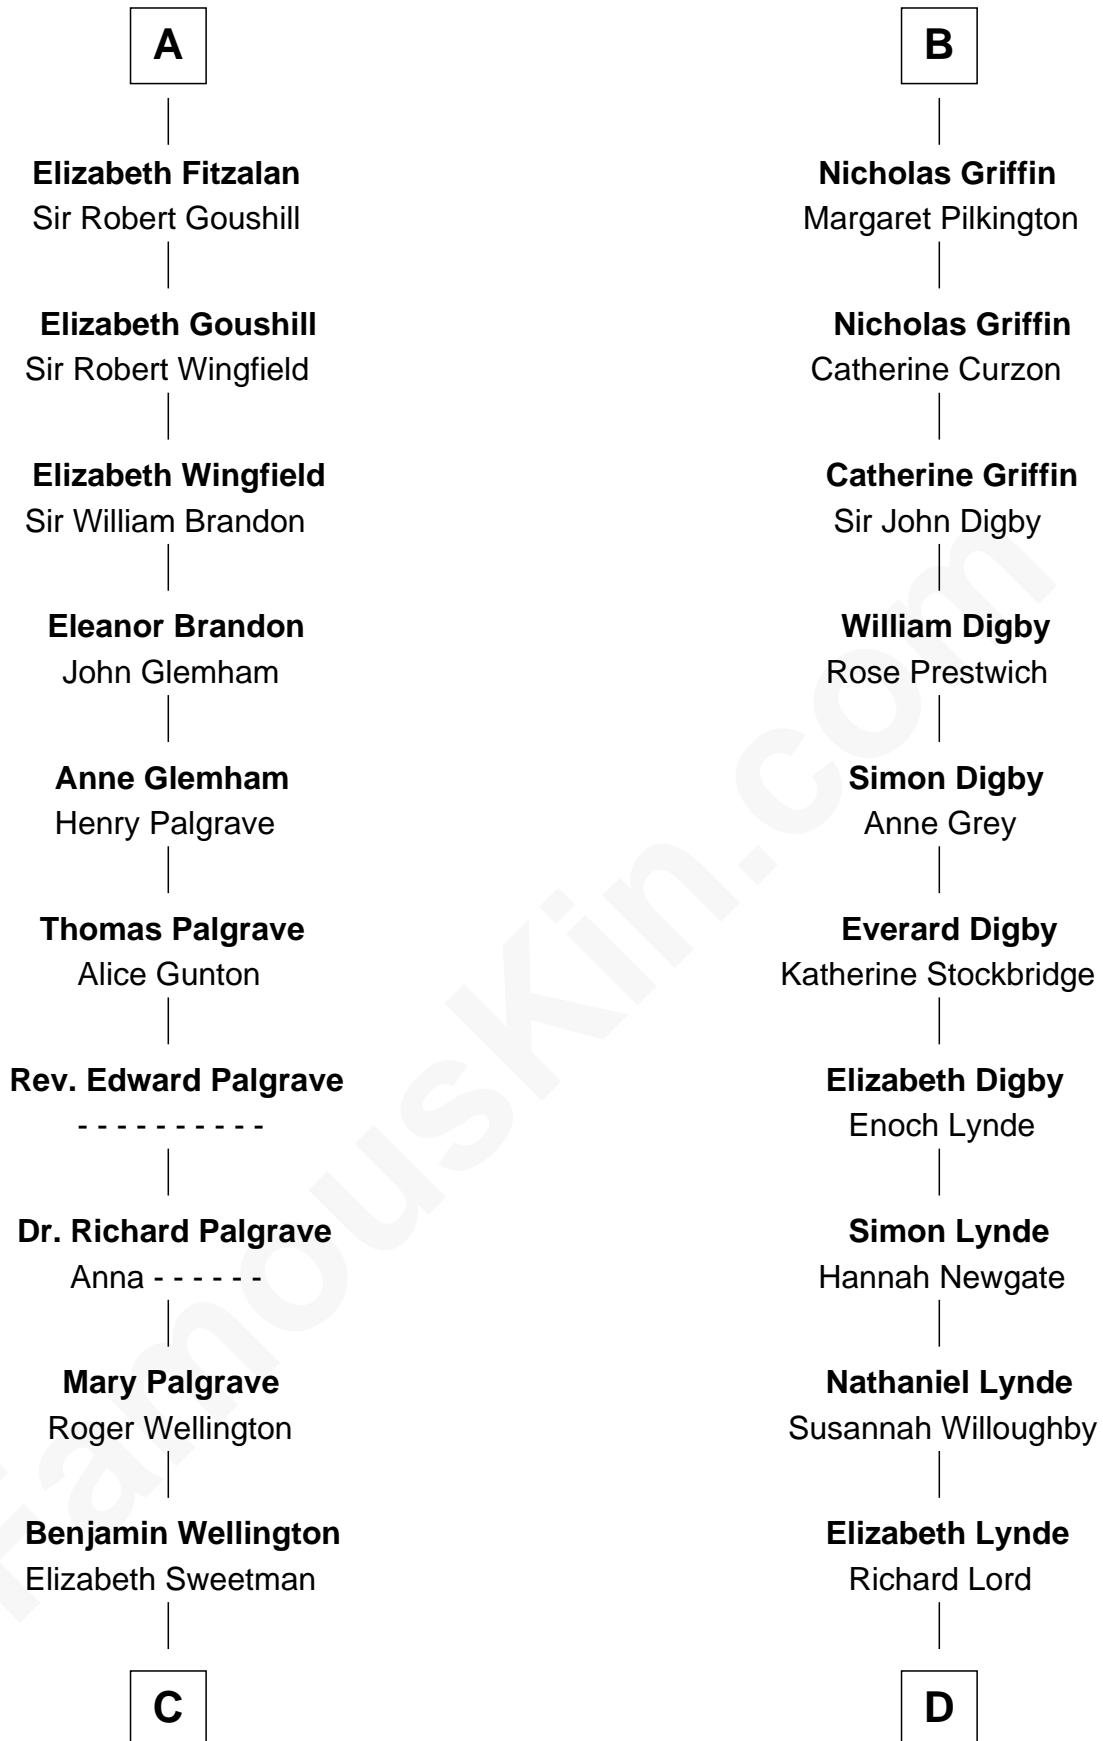 A
Elizabeth Fitzalan
Sir Robert Goushill
Elizabeth Goushill
Sir Robert Wingfield
Elizabeth Wingfield
Sir William Brandon
Eleanor Brandon
John Glemham
Anne Glemham
Henry Palgrave
Thomas Palgrave
Alice Gunton
Rev. Edward Palgrave
- - - - - - - - - -
Dr. Richard Palgrave
Anna - - - - - -
Mary Palgrave
Roger Wellington
Benjamin Wellington
Elizabeth Sweetman
C
B
Nicholas Griffin
Margaret Pilkington
Nicholas Griffin
Catherine Curzon
Catherine Griffin
Sir John Digby
William Digby
Rose Prestwich
Simon Digby
Anne Grey
Everard Digby
Katherine Stockbridge
Elizabeth Digby
Enoch Lynde
Simon Lynde
Hannah Newgate
Nathaniel Lynde
Susannah Willoughby
Elizabeth Lynde
Richard Lord
D
FamousKin.com